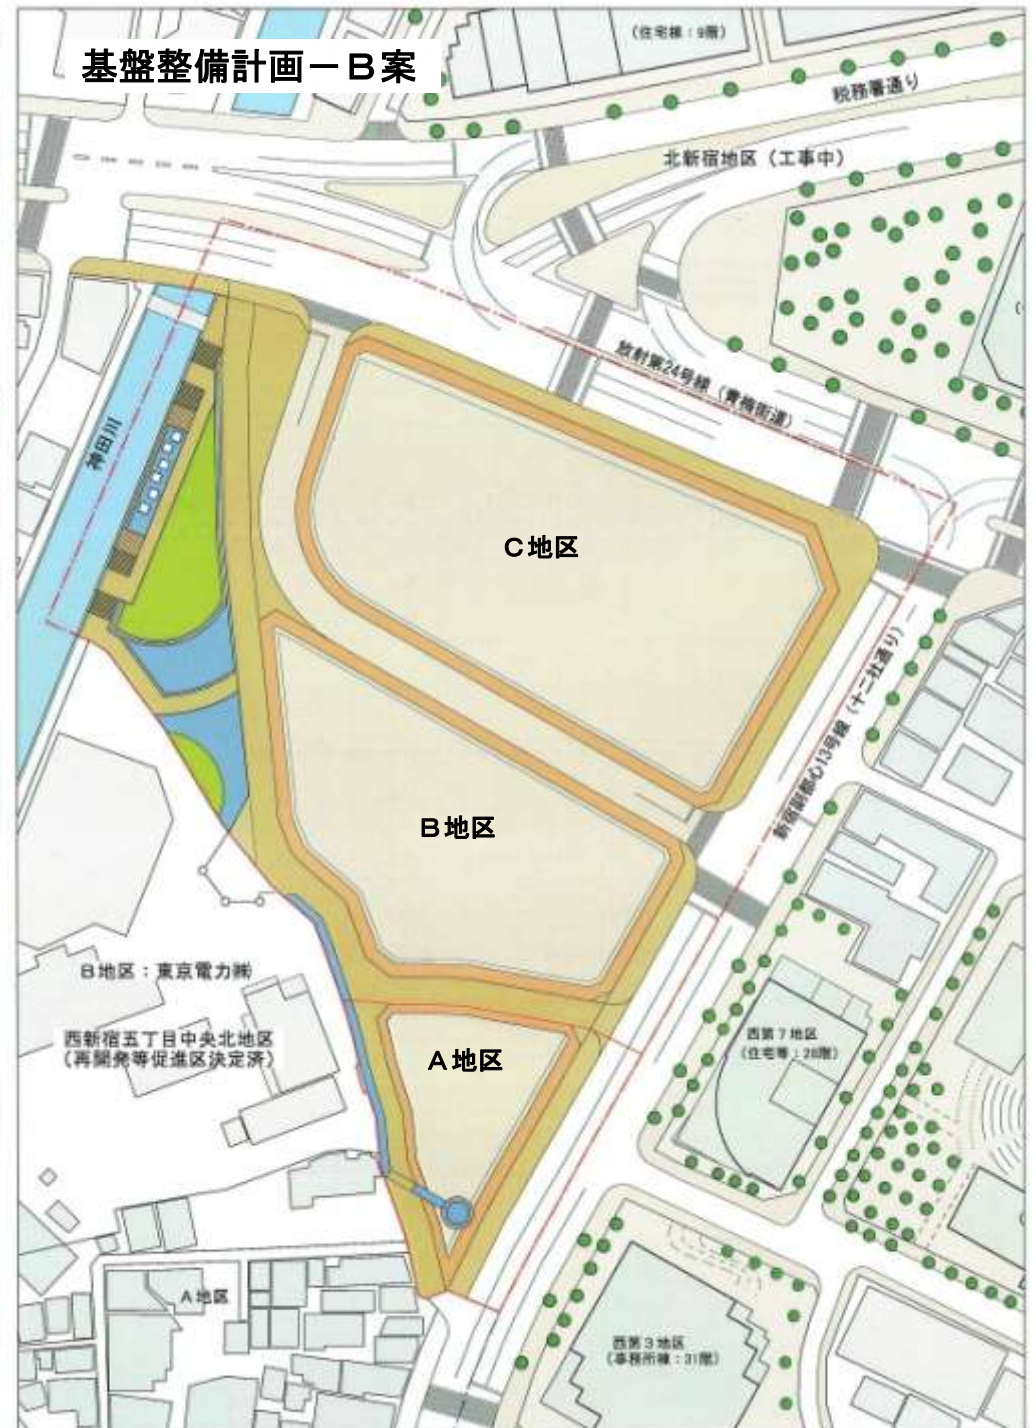 基盤整備計画－B案
(住宅棟：9階)
税務署通り
北新宿地区（工事中）
放射第24号線（青梅街道）
神田川
C地区
新宿副都心13号線（十二社通り）
B地区
B地区：東京電力㈱
西新宿五丁目中央北地区
（再開発等促進区決定済）
A地区
西第7地区
（住宅等：28階）
A地区
西第3地区
（事務所棟：31階）